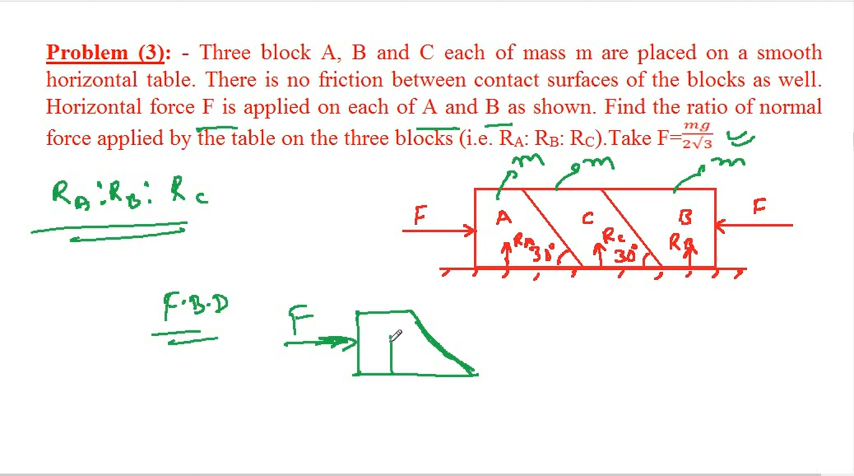 Problem (3): - Three block A, B and C each of mass m are placed on a smooth
horizontal table. There is no friction between contact surfaces of the blocks as well.
Horizontal force F is applied on each of A and B as shown. Find the ratio of normal
force applied by the table on the three blocks (i.e. RA: RB: RC).Take F=mg/2√3
m m m
RA : RB : RC
F A C B F
RA 30° RC 30° RB
F.B.D
F